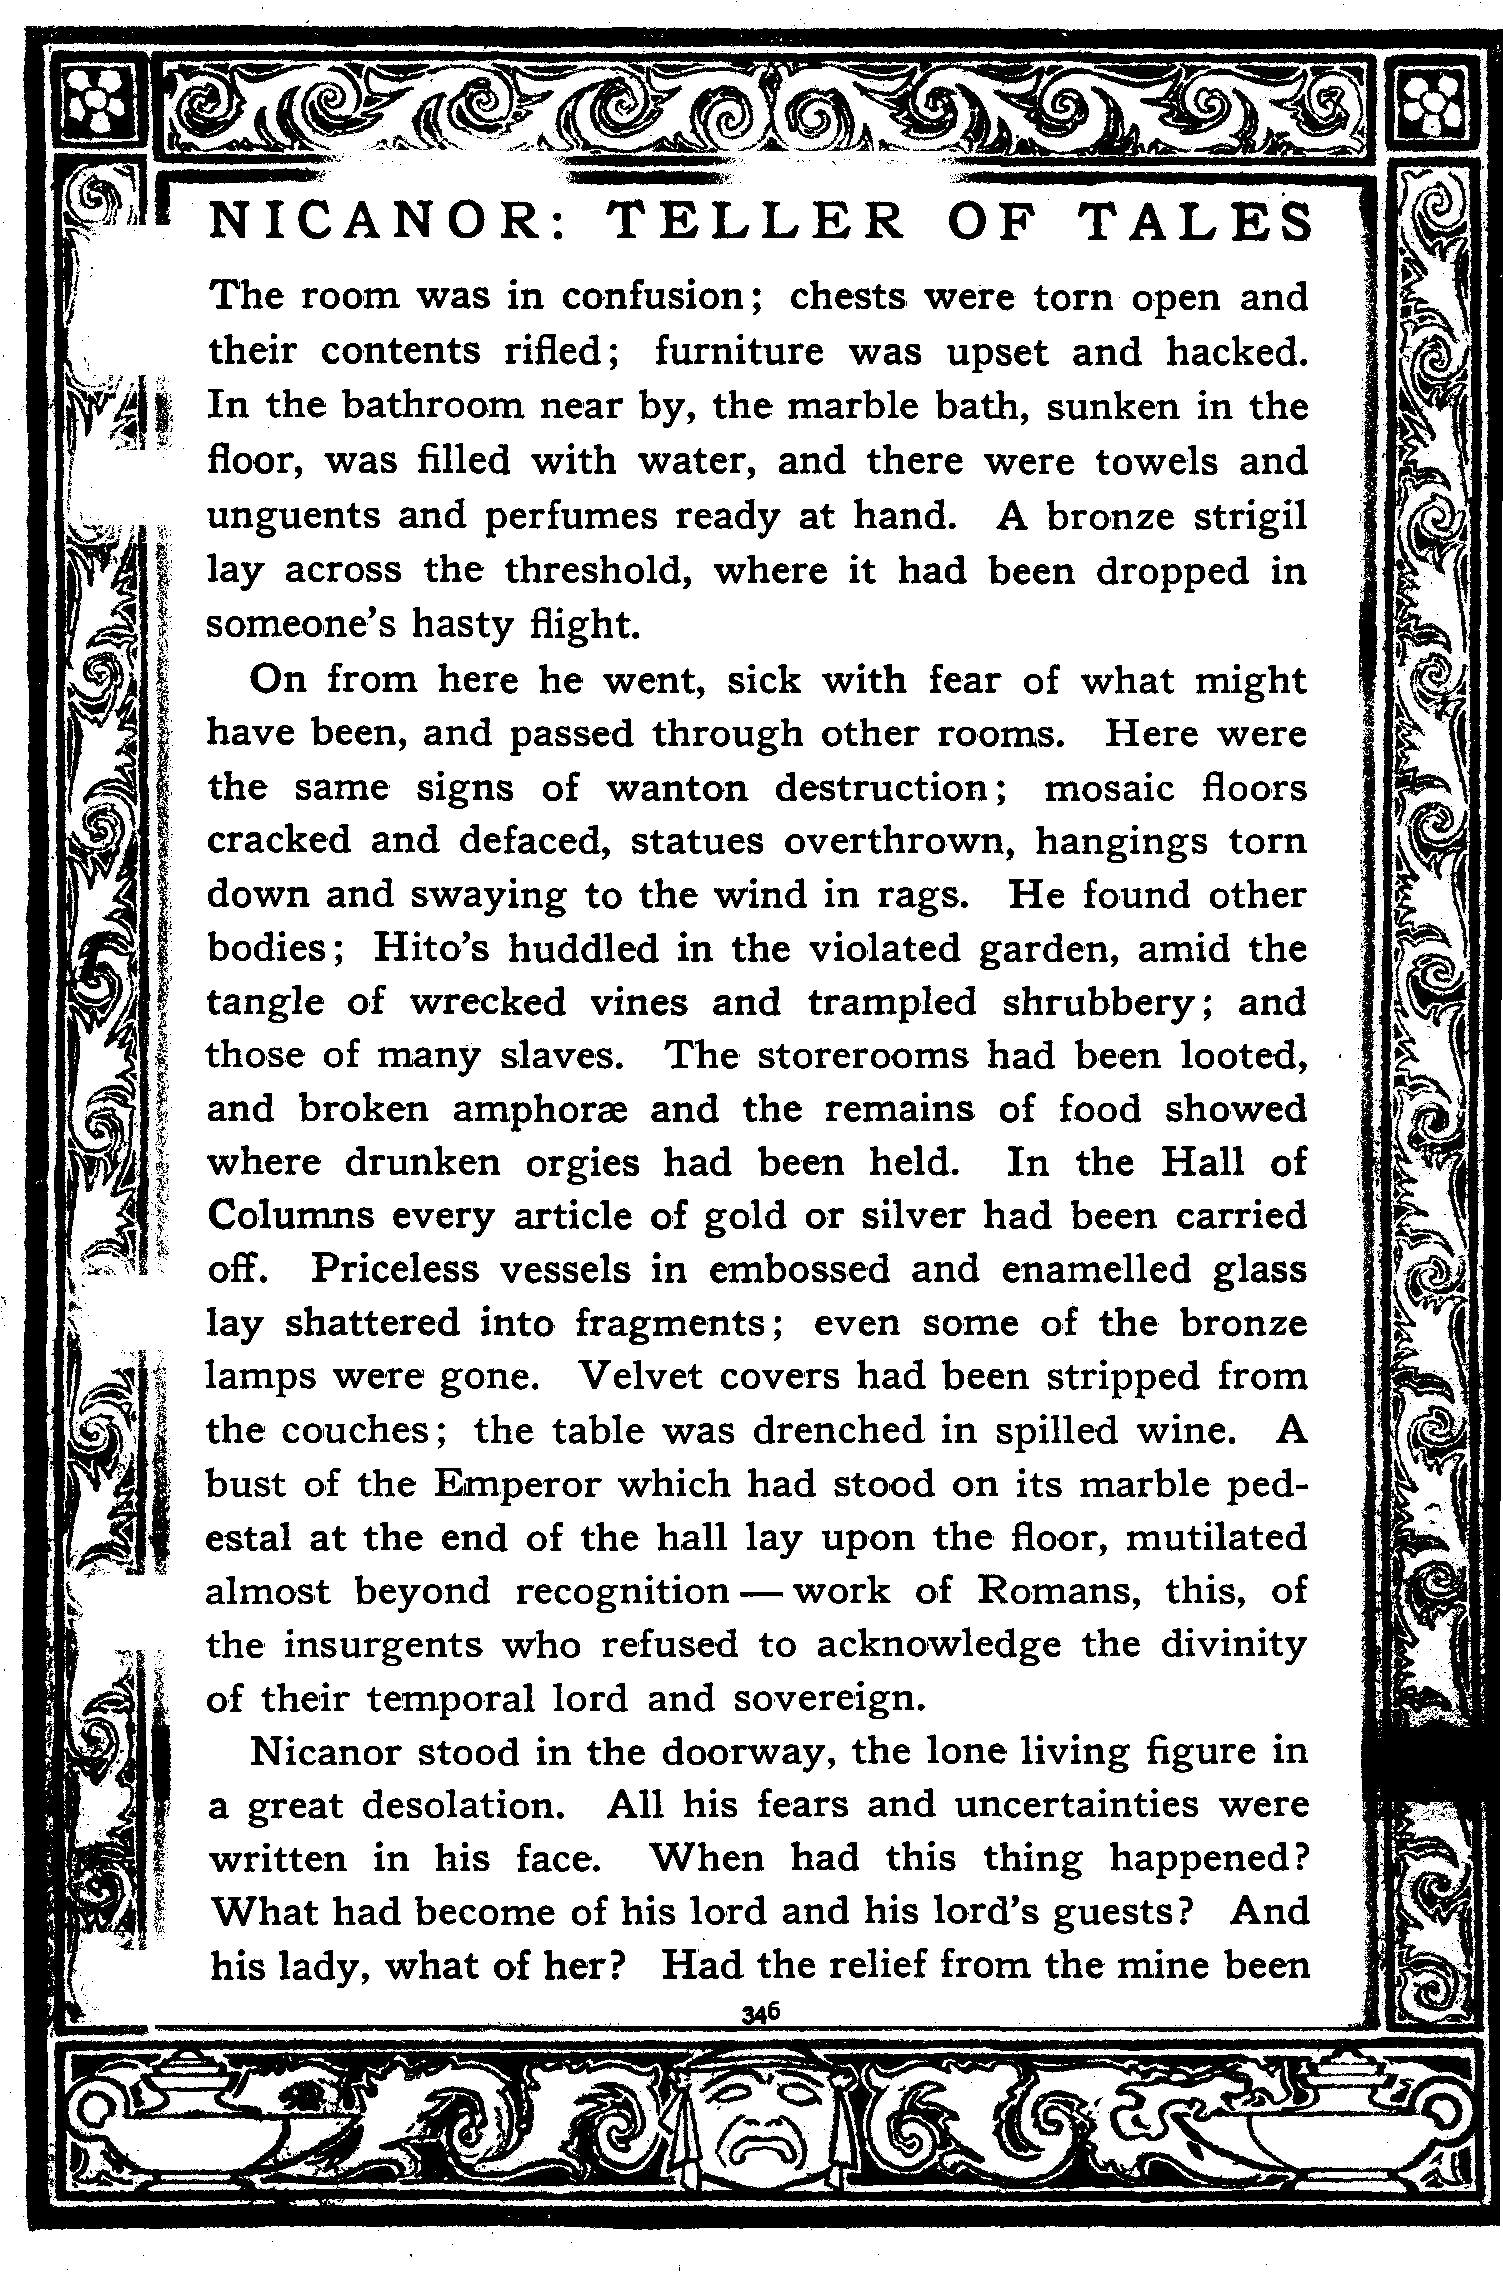 NICANOR: TELLER OF TALES
The room was in confusion; chests were torn open and
their contents rifled; furniture was upset and hacked.
In the bathroom near by, the marble bath, sunken in the
floor, was filled with water, and there were towels and
unguents and perfumes ready at hand. A bronze strigil
lay across the threshold, where it had been dropped in
someone's hasty flight.
On from here he went, sick with fear of what might
have been, and passed through other rooms. Here were
the same signs of wanton destruction; mosaic floors
cracked and defaced, statues overthrown, hangings torn
down and swaying to the wind in rags. He found other
bodies; Hito's huddled in the violated garden, amid the
tangle of wrecked vines and trampled shrubbery; and
those of many slaves. The storerooms had been looted,
and broken amphoræ and the remains of food showed
where drunken orgies had been held. In the Hall of
Columns every article of gold or silver had been carried
off. Priceless vessels in embossed and enamelled glass
lay shattered into fragments; even some of the bronze
lamps were gone. Velvet covers had been stripped from
the couches; the table was drenched in spilled wine. A
bust of the Emperor which had stood on its marble ped-
estal at the end of the hall lay upon the floor, mutilated
almost beyond recognition — work of Romans, this, of
the insurgents who refused to acknowledge the divinity
of their temporal lord and sovereign.
Nicanor stood in the doorway, the lone living figure in
a great desolation. All his fears and uncertainties were
written in his face. When had this thing happened?
What had become of his lord and his lord's guests? And
his lady, what of her? Had the relief from the mine been
346